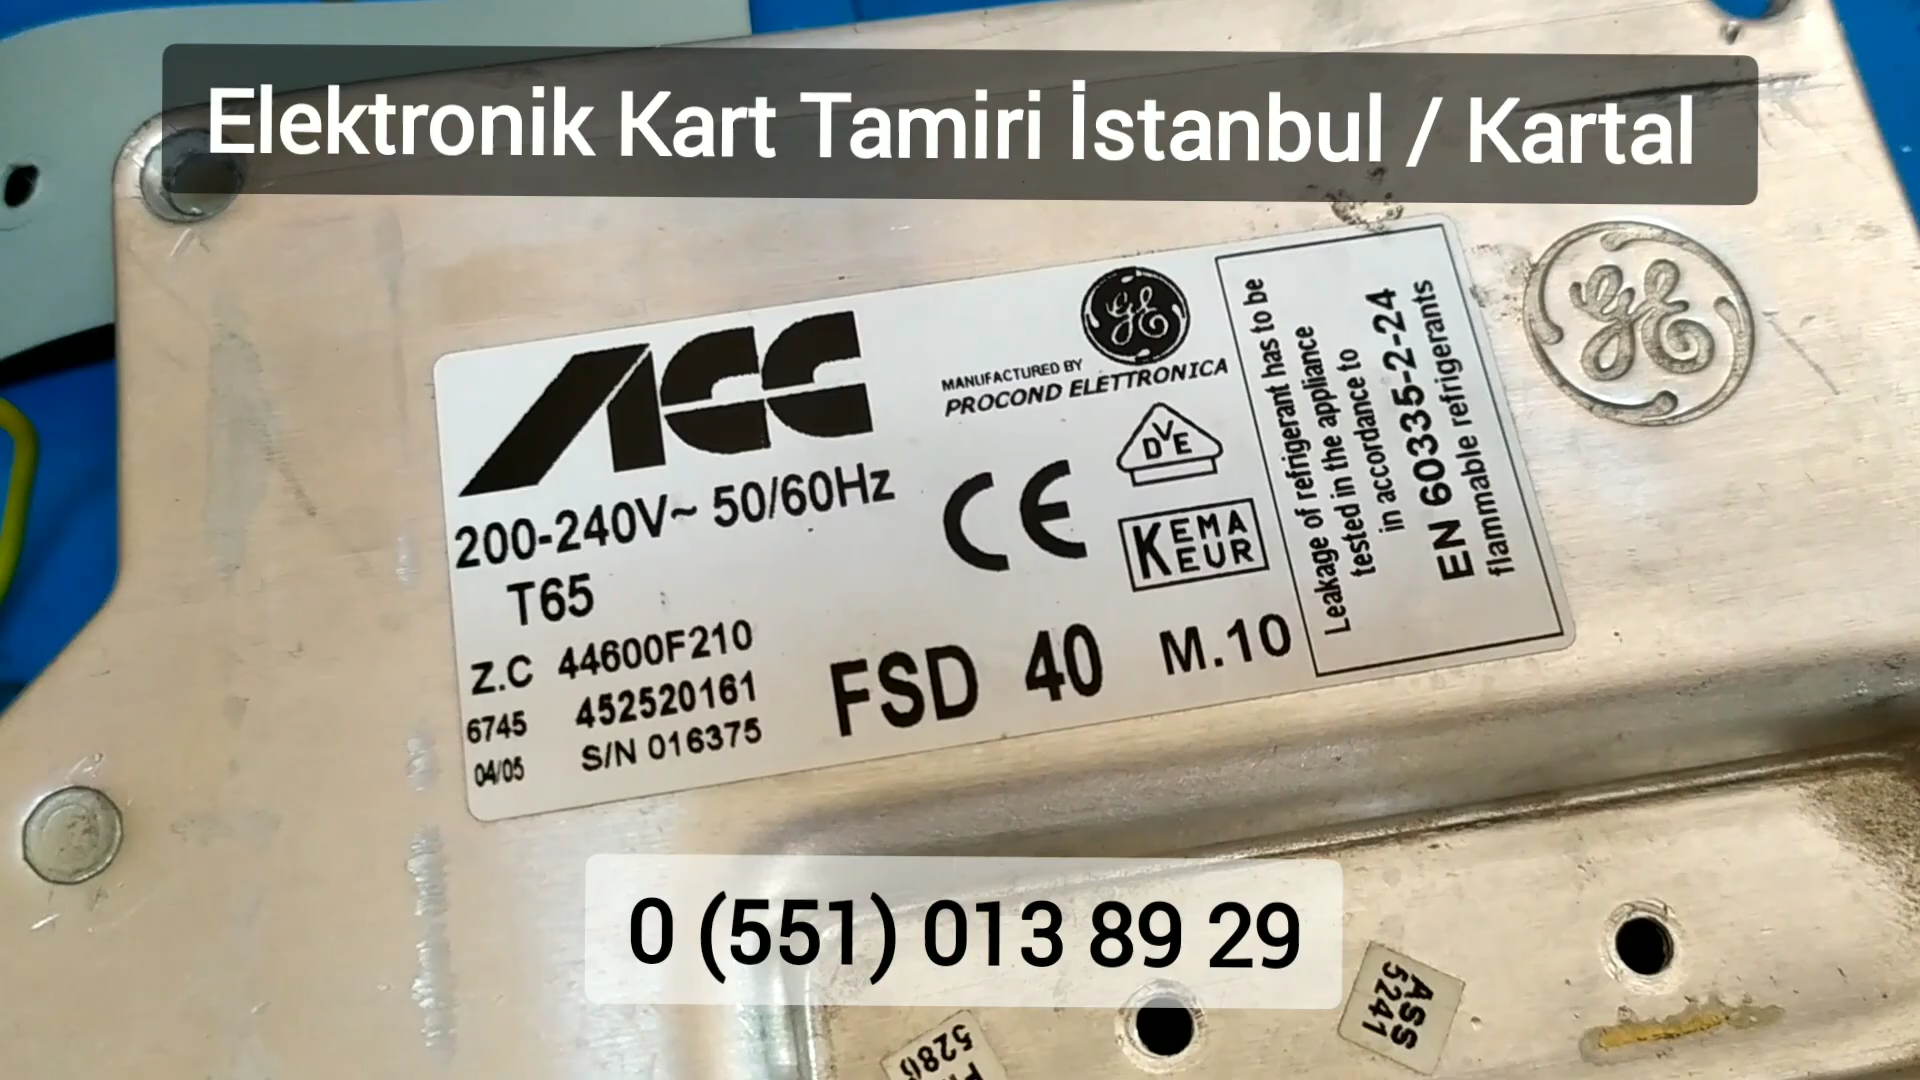 Elektronik Kart Tamiri İstanbul / Kartal
ACC
GE
MANUFACTURED BY
PROCOND ELETTRONICA
200-240V~ 50/60Hz
T65
DVE
KEMA
KEUR
CE
Z.C 44600F210
6745 452520161
04/05 S/N 016375
FSD 40 M.10
Leakage of refrigerant has to be
tested in the appliance
in accordance to
EN 60335-2-24
flammable refrigerants
GE
0 (551) 013 89 29
ASS
5241